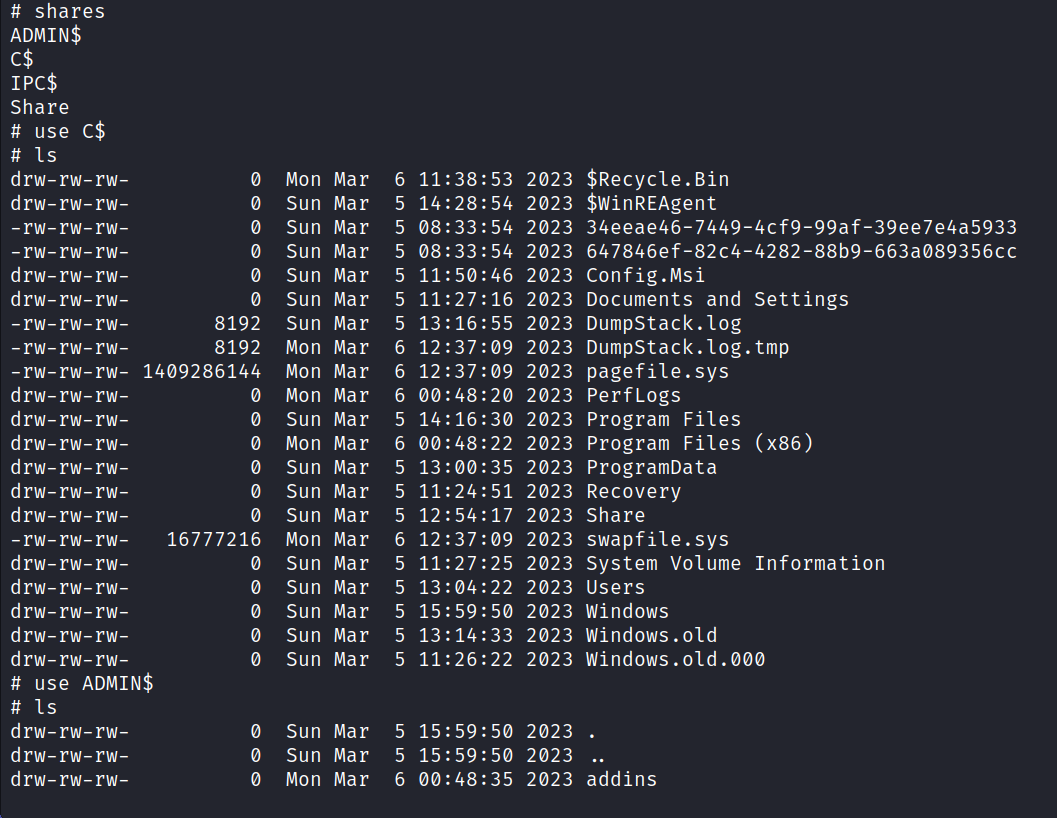 # shares
ADMIN$
C$
IPC$
Share
# use C$
# ls
drw-rw-rw-          0  Mon Mar  6 11:38:53 2023 $Recycle.Bin
drw-rw-rw-          0  Sun Mar  5 14:28:54 2023 $WinREAgent
-rw-rw-rw-          0  Sun Mar  5 08:33:54 2023 34eeae46-7449-4cf9-99af-39ee7e4a5933
-rw-rw-rw-          0  Sun Mar  5 08:33:54 2023 647846ef-82c4-4282-88b9-663a089356cc
drw-rw-rw-          0  Sun Mar  5 11:50:46 2023 Config.Msi
drw-rw-rw-          0  Sun Mar  5 11:27:16 2023 Documents and Settings
-rw-rw-rw-       8192  Sun Mar  5 13:16:55 2023 DumpStack.log
-rw-rw-rw-       8192  Mon Mar  6 12:37:09 2023 DumpStack.log.tmp
-rw-rw-rw- 1409286144  Mon Mar  6 12:37:09 2023 pagefile.sys
drw-rw-rw-          0  Mon Mar  6 00:48:20 2023 PerfLogs
drw-rw-rw-          0  Sun Mar  5 14:16:30 2023 Program Files
drw-rw-rw-          0  Mon Mar  6 00:48:22 2023 Program Files (x86)
drw-rw-rw-          0  Sun Mar  5 13:00:35 2023 ProgramData
drw-rw-rw-          0  Sun Mar  5 11:24:51 2023 Recovery
drw-rw-rw-          0  Sun Mar  5 12:54:17 2023 Share
-rw-rw-rw-   16777216  Mon Mar  6 12:37:09 2023 swapfile.sys
drw-rw-rw-          0  Sun Mar  5 11:27:25 2023 System Volume Information
drw-rw-rw-          0  Sun Mar  5 13:04:22 2023 Users
drw-rw-rw-          0  Sun Mar  5 15:59:50 2023 Windows
drw-rw-rw-          0  Sun Mar  5 13:14:33 2023 Windows.old
drw-rw-rw-          0  Sun Mar  5 11:26:22 2023 Windows.old.000
# use ADMIN$
# ls
drw-rw-rw-          0  Sun Mar  5 15:59:50 2023 .
drw-rw-rw-          0  Sun Mar  5 15:59:50 2023 ..
drw-rw-rw-          0  Mon Mar  6 00:48:35 2023 addins